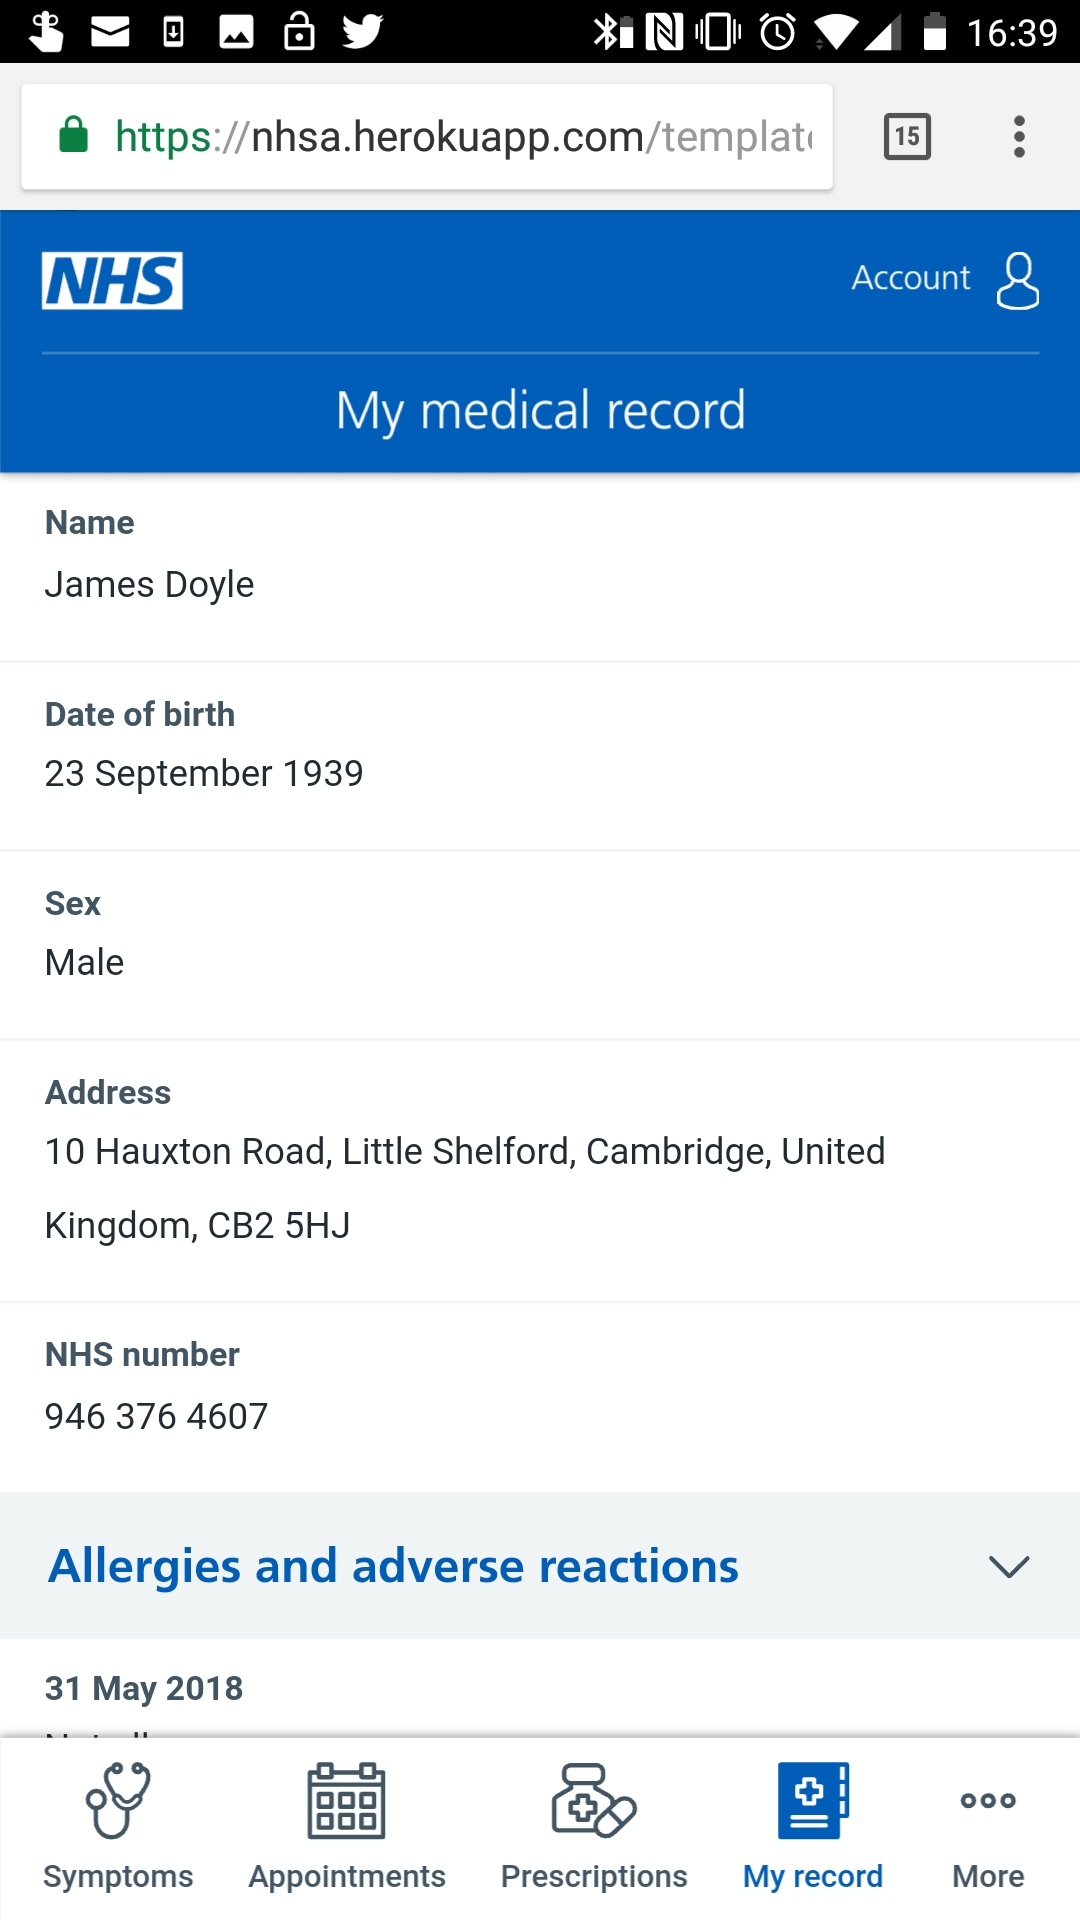 16:39
https://nhsa.herokuapp.com/templat
15
NHS
Account
My medical record
Name
James Doyle
Date of birth
23 September 1939
Sex
Male
Address
10 Hauxton Road, Little Shelford, Cambridge, United
Kingdom, CB2 5HJ
NHS number
946 376 4607
Allergies and adverse reactions
31 May 2018
Symptoms Appointments Prescriptions My record More